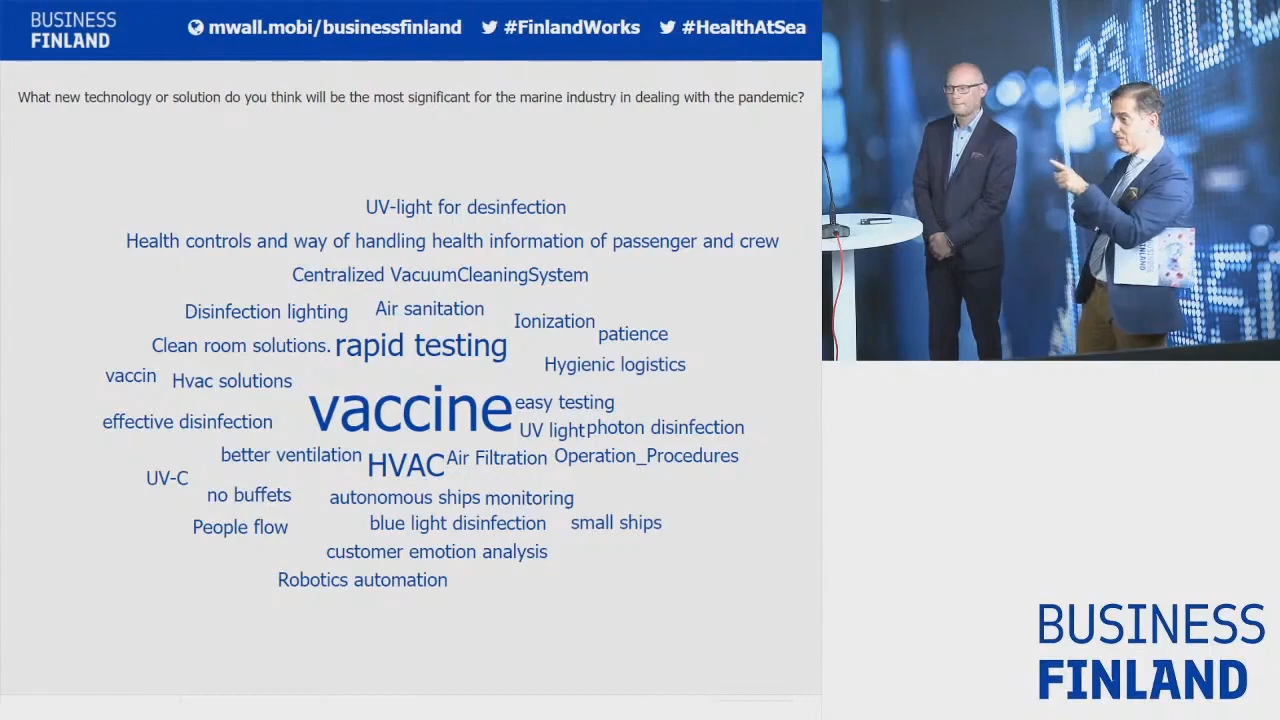 BUSINESS
FINLAND
mwall.mobi/businessfinland #FinlandWorks #HealthAtSea
What new technology or solution do you think will be the most significant for the marine industry in dealing with the pandemic?
UV-light for desinfection
Health controls and way of handling health information of passenger and crew
Centralized VacuumCleaningSystem
Disinfection lighting
Air sanitation
Ionization
patience
Clean room solutions.
rapid testing
Hygienic logistics
vaccin
Hvac solutions
vaccine
easy testing
effective disinfection
UV light
photon disinfection
better ventilation
HVAC
Air Filtration
Operation_Procedures
UV-C
no buffets
autonomous ships
monitoring
People flow
blue light disinfection
small ships
customer emotion analysis
Robotics automation
BUSINESS
FINLAND
BUSINESS
FINLAND